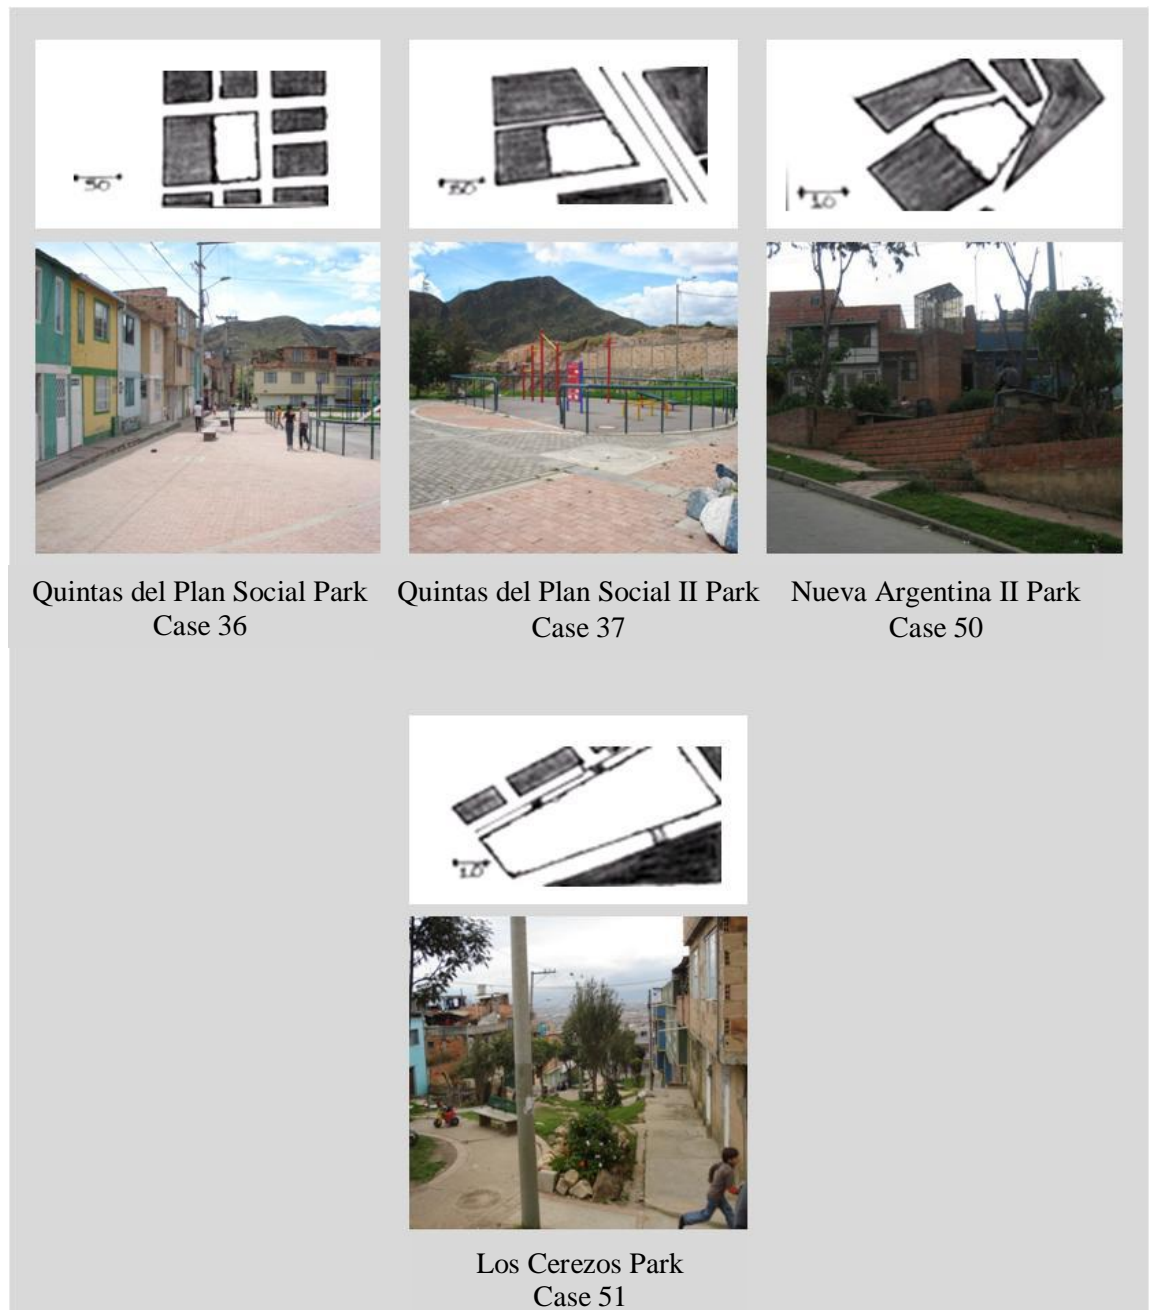 50
50
10
Quintas del Plan Social Park
Case 36
Quintas del Plan Social II Park
Case 37
Nueva Argentina II Park
Case 50
10
Los Cerezos Park
Case 51